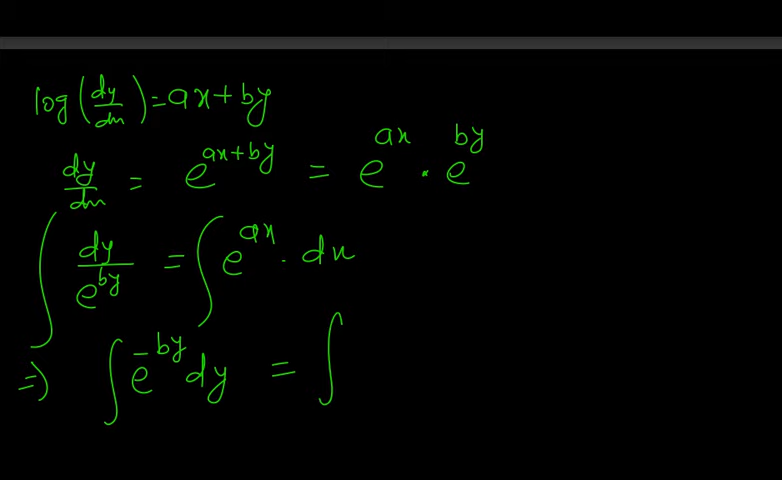 log(dy/dx) = ax + by
dy/dx = e^(ax+by) = e^(ax) · e^(by)
∫ dy/e^(by) = ∫ e^(ax) · dx
⇒ ∫ e^(-by) dy = ∫